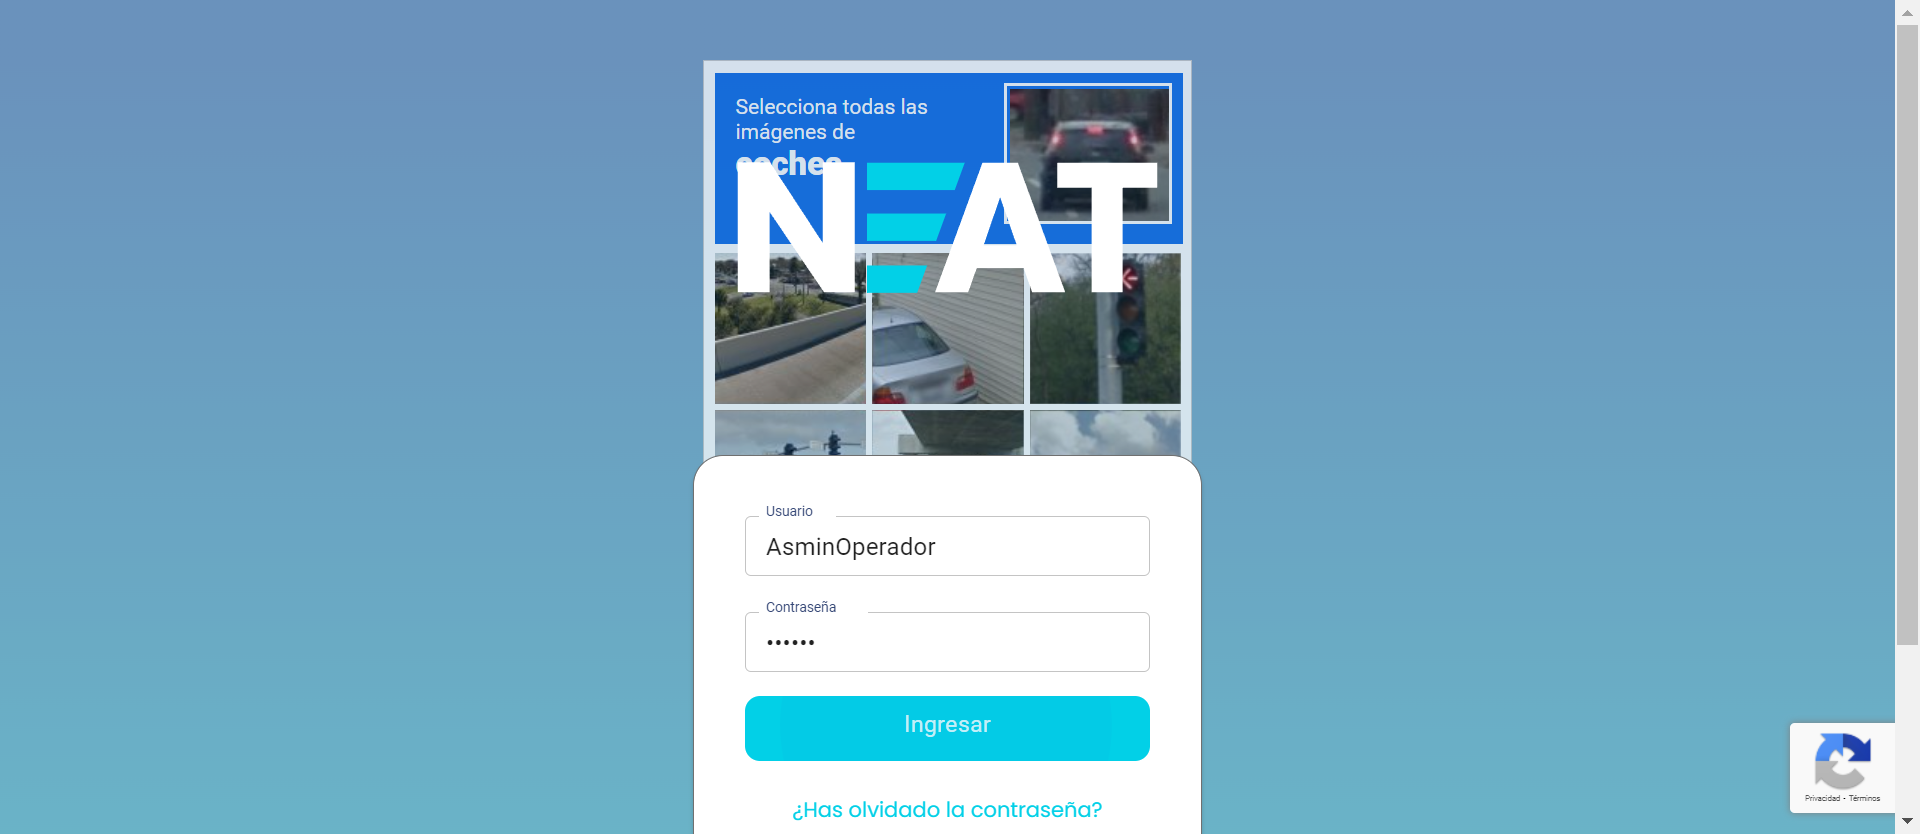 Selecciona todas las
imágenes de
coches
NEAT
Usuario
AsminOperador
Contraseña
••••••
Ingresar
¿Has olvidado la contraseña?
Privacidad - Términos